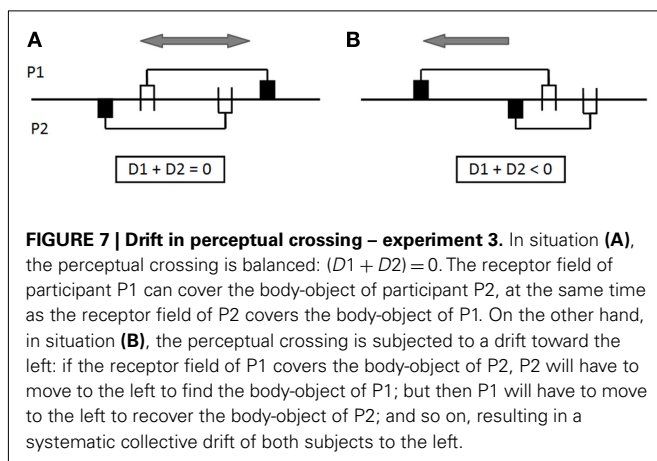 A
B
P1
P2
D1 + D2 = 0
D1 + D2 < 0
FIGURE 7 | Drift in perceptual crossing – experiment 3. In situation (A),
the perceptual crossing is balanced: (D1 + D2) = 0. The receptor field of
participant P1 can cover the body-object of participant P2, at the same time
as the receptor field of P2 covers the body-object of P1. On the other hand,
in situation (B), the perceptual crossing is subjected to a drift toward the
left: if the receptor field of P1 covers the body-object of P2, P2 will have to
move to the left to find the body-object of P1; but then P1 will have to move
to the left to recover the body-object of P2; and so on, resulting in a
systematic collective drift of both subjects to the left.